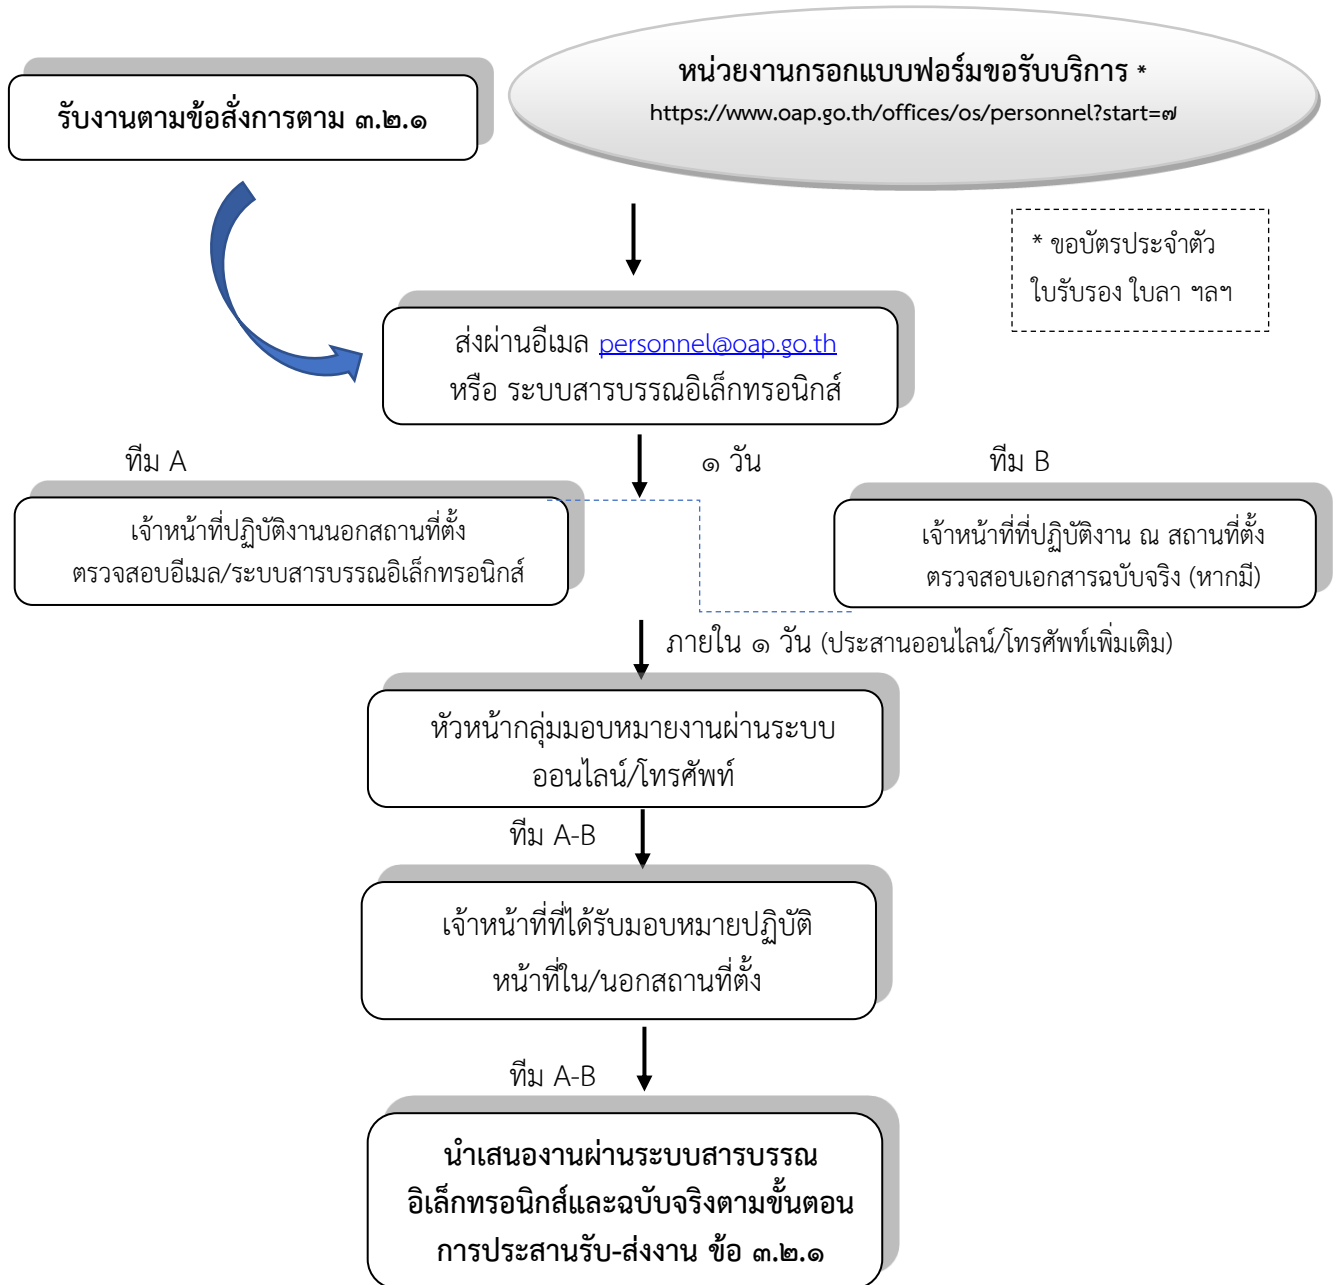 รับงานตามข้อสั่งการตาม ๓.๒.๑
หน่วยงานกรอกแบบฟอร์มขอรับบริการ *
https://www.oap.go.th/offices/os/personnel?start=๗
* ขอบัตรประจำตัว
ใบรับรอง ใบลา ฯลฯ
ส่งผ่านอีเมล personnel@oap.go.th
หรือ ระบบสารบรรณอิเล็กทรอนิกส์
ทีม A
๑ วัน
ทีม B
เจ้าหน้าที่ปฏิบัติงานนอกสถานที่ตั้ง
ตรวจสอบอีเมล/ระบบสารบรรณอิเล็กทรอนิกส์
เจ้าหน้าที่ที่ปฏิบัติงาน ณ สถานที่ตั้ง
ตรวจสอบเอกสารฉบับจริง (หากมี)
ภายใน ๑ วัน (ประสานออนไลน์/โทรศัพท์เพิ่มเติม)
หัวหน้ากลุ่มมอบหมายงานผ่านระบบ
ออนไลน์/โทรศัพท์
ทีม A-B
เจ้าหน้าที่ที่ได้รับมอบหมายปฏิบัติ
หน้าที่ใน/นอกสถานที่ตั้ง
ทีม A-B
นำเสนองานผ่านระบบสารบรรณ
อิเล็กทรอนิกส์และฉบับจริงตามขั้นตอน
การประสานรับ-ส่งงาน ข้อ ๓.๒.๑